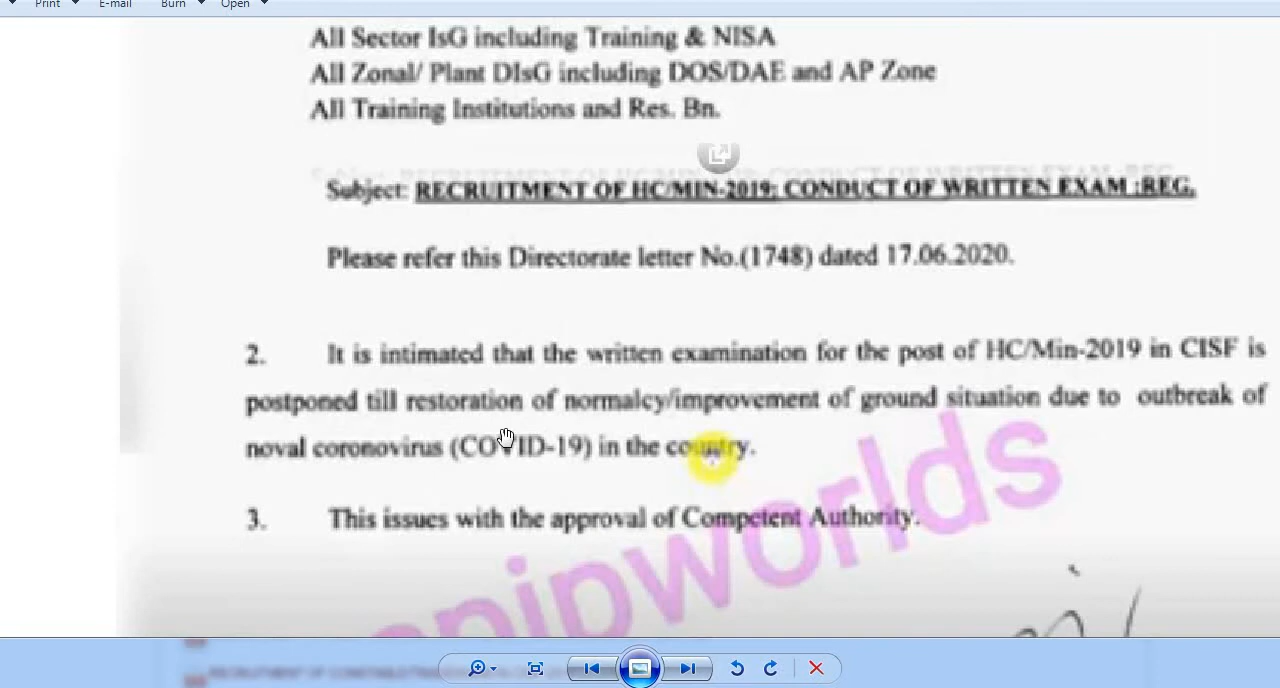 Print E-mail Burn Open
All Sector IsG including Training & NISA
All Zonal/ Plant DIsG including DOS/DAE and AP Zone
All Training Institutions and Res. Bn.
Subject: RECRUITMENT OF HC/MIN-2019; CONDUCT OF WRITTEN EXAM :REG.
Please refer this Directorate letter No.(1748) dated 17.06.2020.
2. It is intimated that the written examination for the post of HC/Min-2019 in CISF is
postponed till restoration of normalcy/improvement of ground situation due to outbreak of
noval coronovirus (COVID-19) in the country.
3. This issues with the approval of Competent Authority.